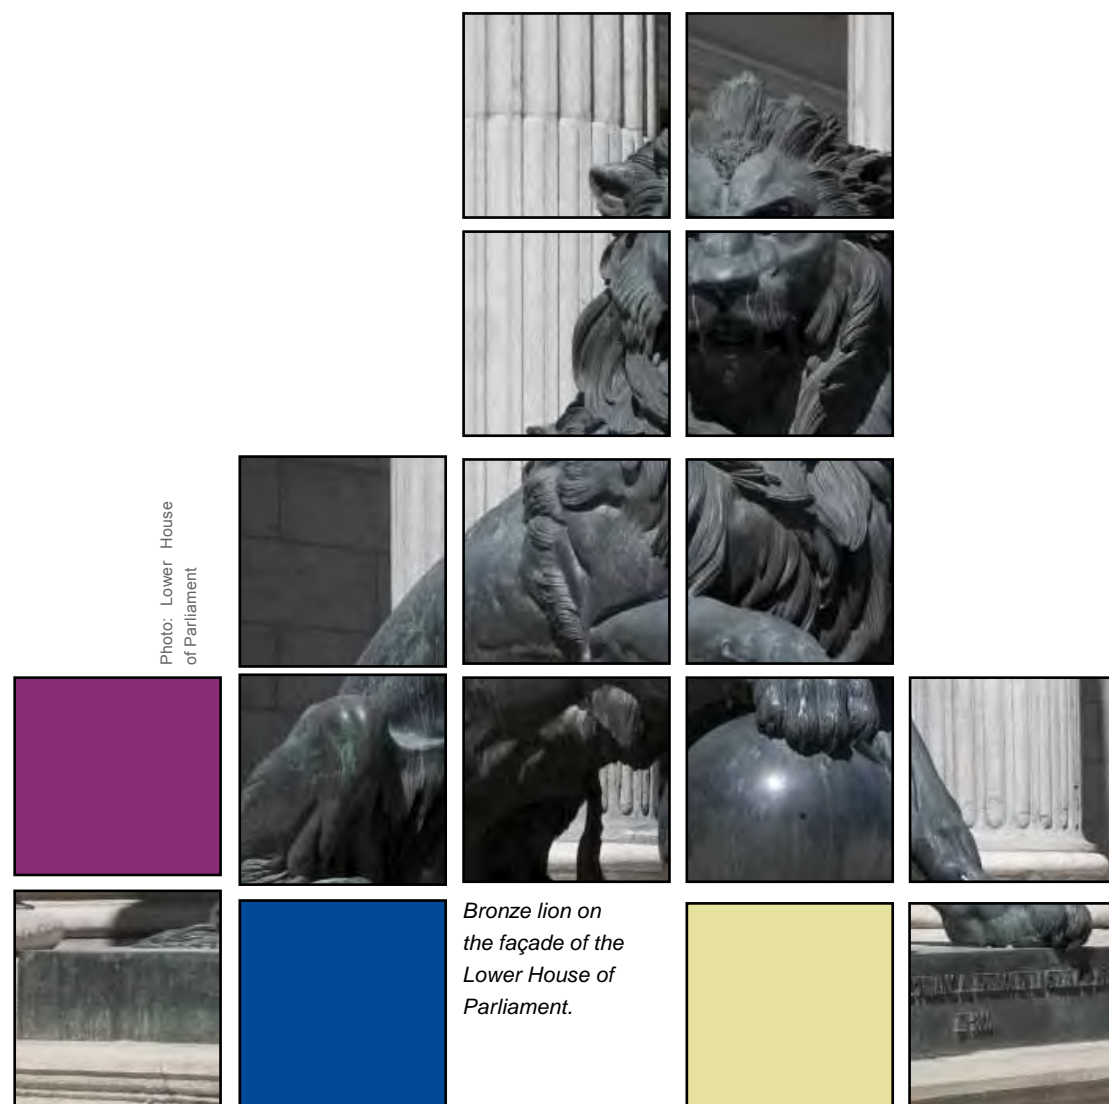 Photo: Lower House
of Parliament
Bronze lion on
the façade of the
Lower House of
Parliament.